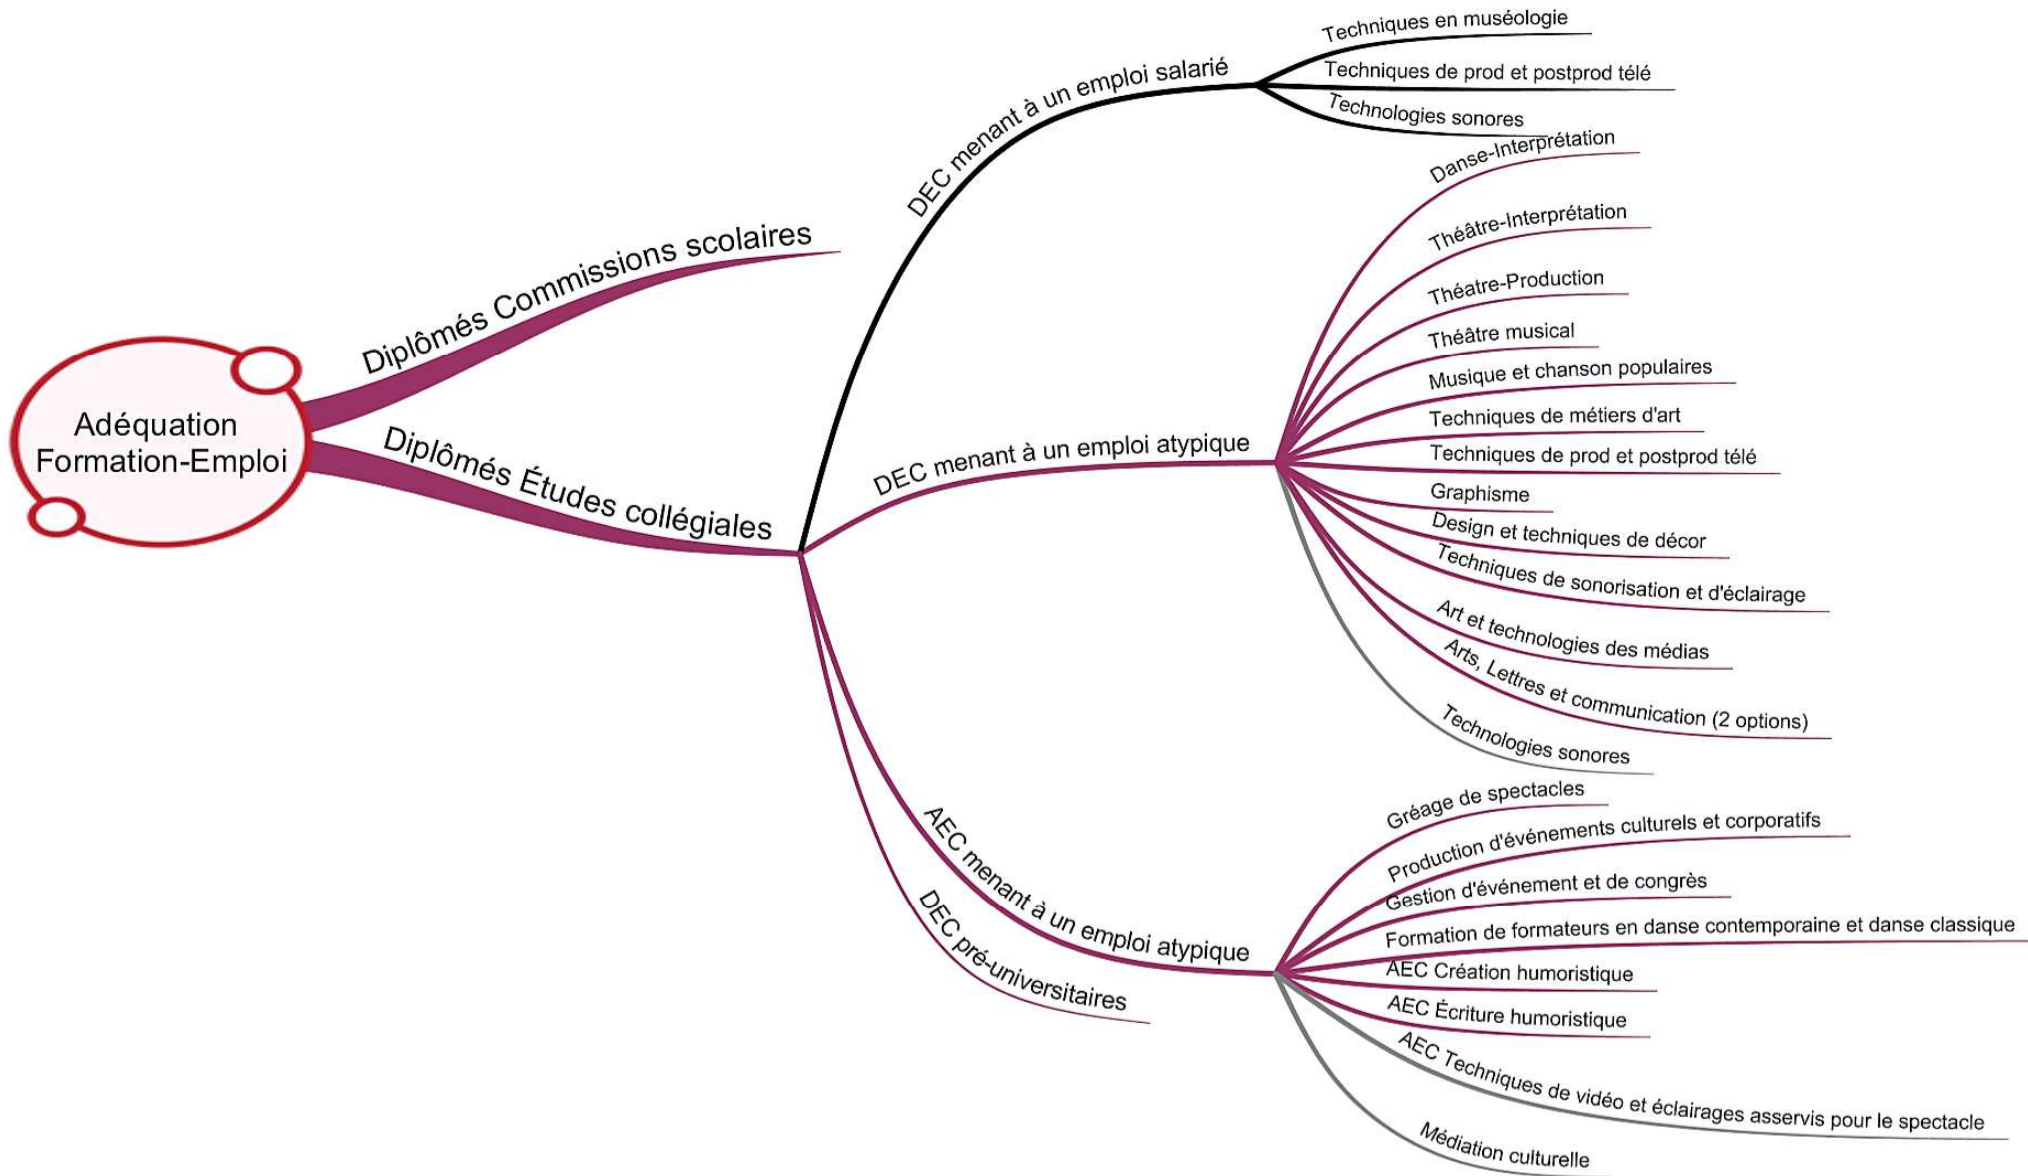 Adéquation
Formation-Emploi
Diplômés Commissions scolaires
Diplômés Études collégiales
DEC menant à un emploi salarié
Techniques en muséologie
Techniques de prod et postprod télé
Technologies sonores
DEC menant à un emploi atypique
Danse-Interprétation
Théâtre-Interprétation
Théatre-Production
Théâtre musical
Musique et chanson populaires
Techniques de métiers d'art
Techniques de prod et postprod télé
Graphisme
Design et techniques de décor
Techniques de sonorisation et d'éclairage
Art et technologies des médias
Arts, Lettres et communication (2 options)
Technologies sonores
AEC menant à un emploi atypique
Gréage de spectacles
Production d'événements culturels et corporatifs
Gestion d'événement et de congrès
Formation de formateurs en danse contemporaine et danse classique
AEC Création humoristique
AEC Écriture humoristique
AEC Techniques de vidéo et éclairages asservis pour le spectacle
Médiation culturelle
DEC pré-universitaires